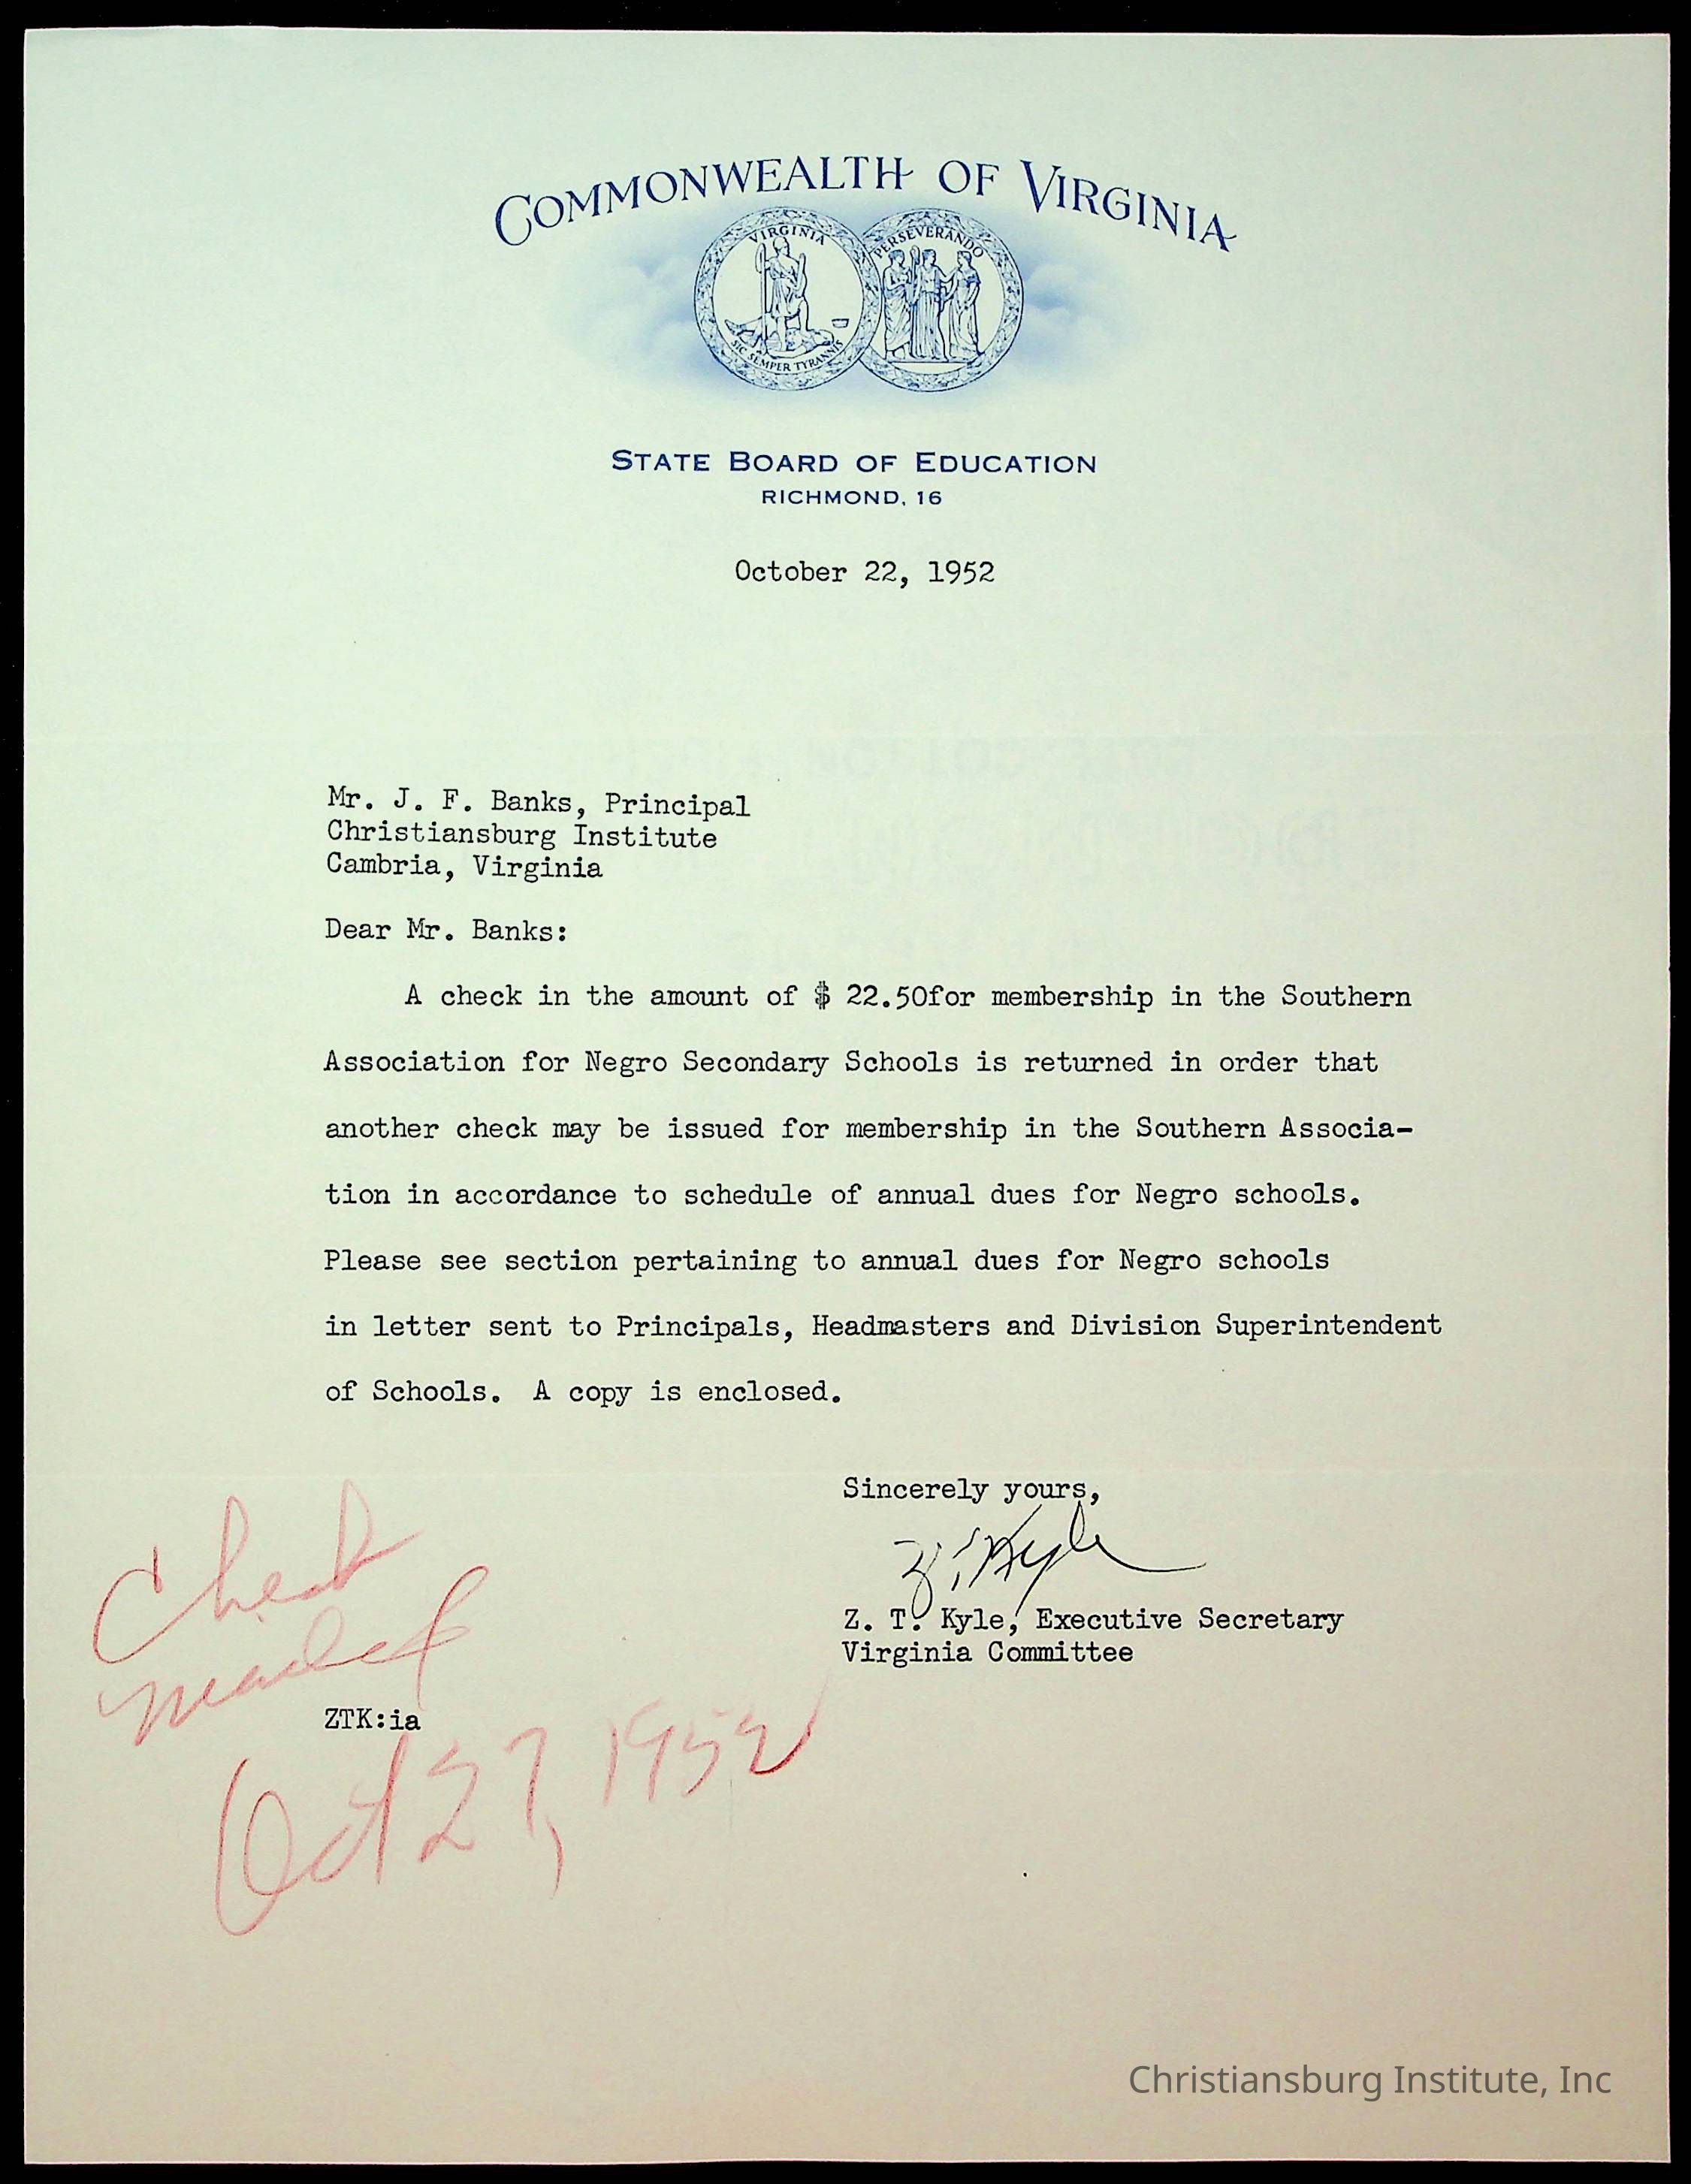 COMMONWEALTH OF VIRGINIA
VIRGINIA
PERSEVERANDO
SIC SEMPER TYRANNIS
STATE BOARD OF EDUCATION
RICHMOND, 16
October 22, 1952
Mr. J. F. Banks, Principal
Christiansburg Institute
Cambria, Virginia
Dear Mr. Banks:
A check in the amount of $ 22.50for membership in the Southern
Association for Negro Secondary Schools is returned in order that
another check may be issued for membership in the Southern Associa-
tion in accordance to schedule of annual dues for Negro schools.
Please see section pertaining to annual dues for Negro schools
in letter sent to Principals, Headmasters and Division Superintendent
of Schools. A copy is enclosed.
Sincerely yours,
Z. T. Kyle
Z. T. Kyle, Executive Secretary
Virginia Committee
Check
mailed
ZTK:ia
Oct 27, 1952
Christiansburg Institute, Inc